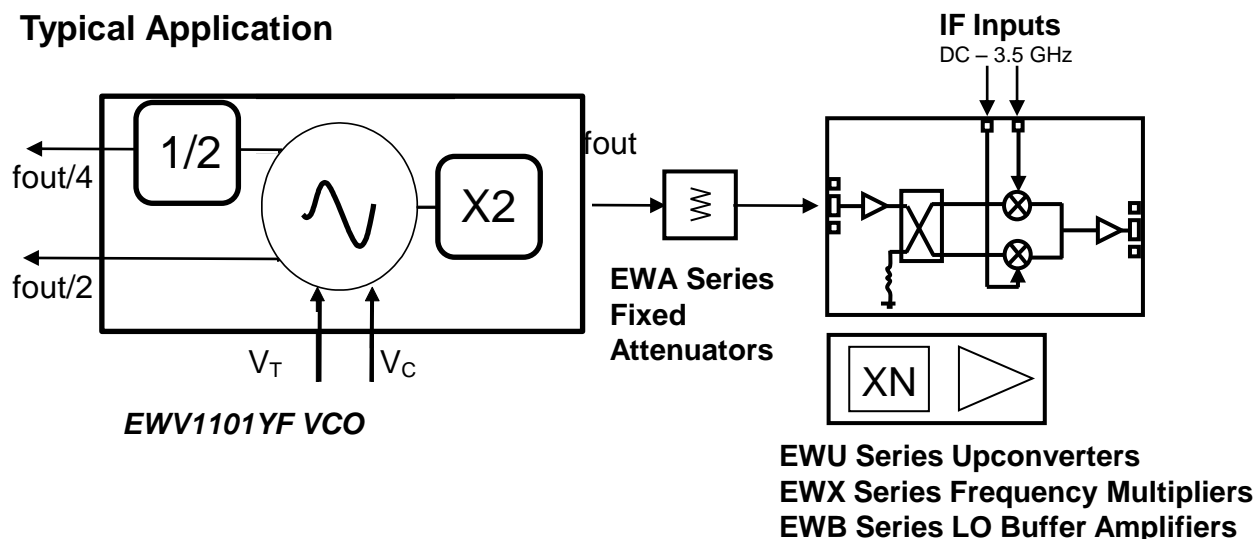 Typical Application
IF Inputs
DC – 3.5 GHz
1/2
fout
fout/4
X2
fout/2
EWA Series
Fixed
Attenuators
V_T
V_C
XN
EWV1101YF VCO
EWU Series Upconverters
EWX Series Frequency Multipliers
EWB Series LO Buffer Amplifiers